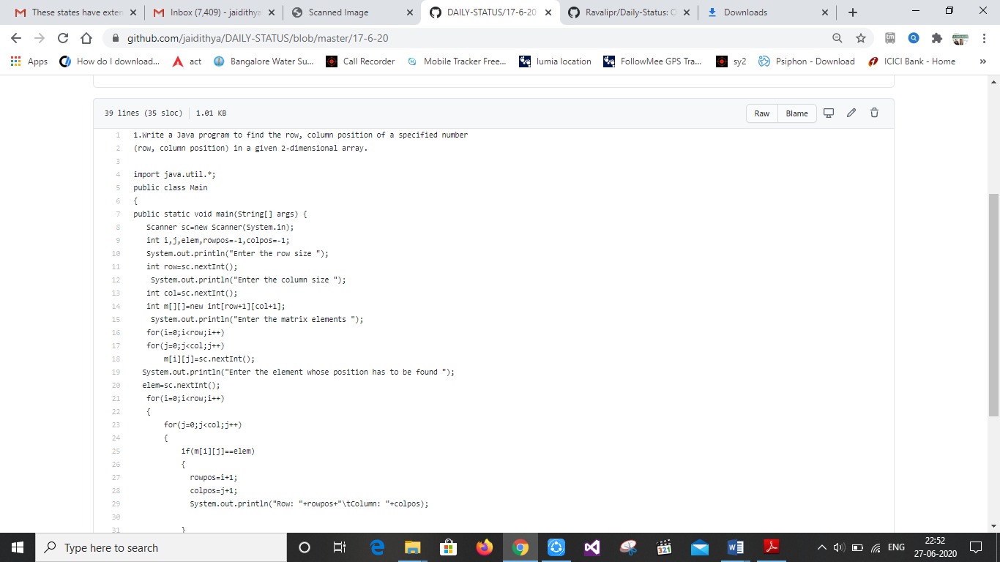 These states have exten
Inbox (7,409) - jaidithya
Scanned Image
DAILY-STATUS/17-6-20
Ravalipr/Daily-Status: C
Downloads
github.com/jaidithya/DAILY-STATUS/blob/master/17-6-20
Apps
How do I download...
act
Bangalore Water Su...
Call Recorder
Mobile Tracker Free...
lumia location
FollowMee GPS Tra...
sy2
Psiphon - Download
ICICI Bank - Home
»
39 lines (35 sloc) 1.01 KB
Raw Blame
1 1.Write a Java program to find the row, column position of a specified number
2 (row, column position) in a given 2-dimensional array.
3
4 import java.util.*;
5 public class Main
6 {
7 public static void main(String[] args) {
8 Scanner sc=new Scanner(System.in);
9 int i,j,elem,rowpos=-1,colpos=-1;
10 System.out.println("Enter the row size ");
11 int row=sc.nextInt();
12 System.out.println("Enter the column size ");
13 int col=sc.nextInt();
14 int m[][]=new int[row+1][col+1];
15 System.out.println("Enter the matrix elements ");
16 for(i=0;i<row;i++)
17 for(j=0;j<col;j++)
18 m[i][j]=sc.nextInt();
19 System.out.println("Enter the element whose position has to be found ");
20 elem=sc.nextInt();
21 for(i=0;i<row;i++)
22 {
23 for(j=0;j<col;j++)
24 {
25 if(m[i][j]==elem)
26 {
27 rowpos=i+1;
28 colpos=j+1;
29 System.out.println("Row: "+rowpos+"\tColumn: "+colpos);
30
31 }
Type here to search
321
ENG
22:52
27-06-2020